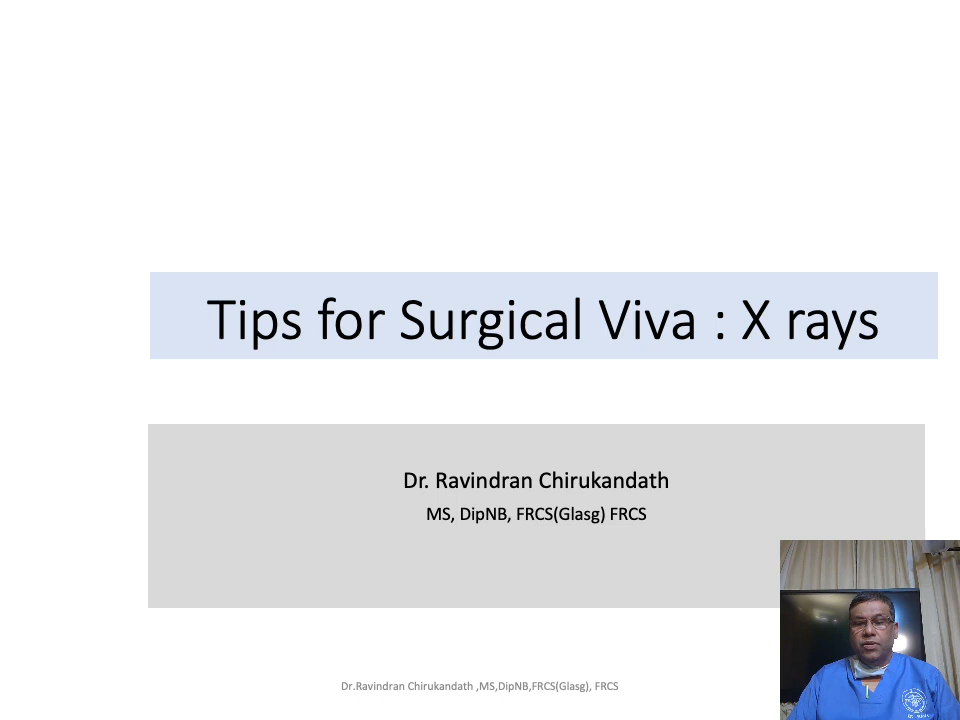 Tips for Surgical Viva : X rays
Dr. Ravindran Chirukandath
MS, DipNB, FRCS(Glasg) FRCS
Dr.Ravindran Chirukandath ,MS,DipNB,FRCS(Glasg), FRCS